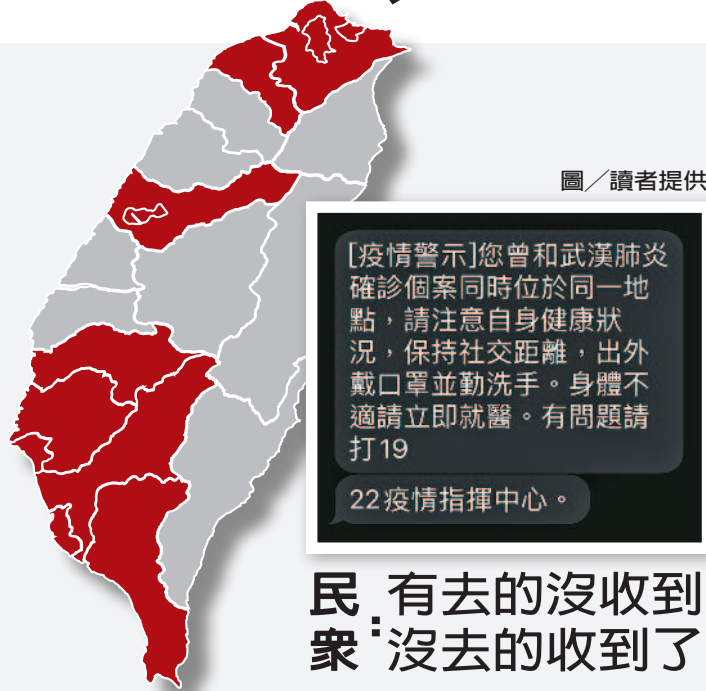 圖／讀者提供
[疫情警示]您曾和武漢肺炎
確診個案同時位於同一地
點，請注意自身健康狀
況，保持社交距離，出外
戴口罩並勤洗手。身體不
適請立即就醫。有問題請
打19
22疫情指揮中心。
民眾：有去的沒收到
沒去的收到了